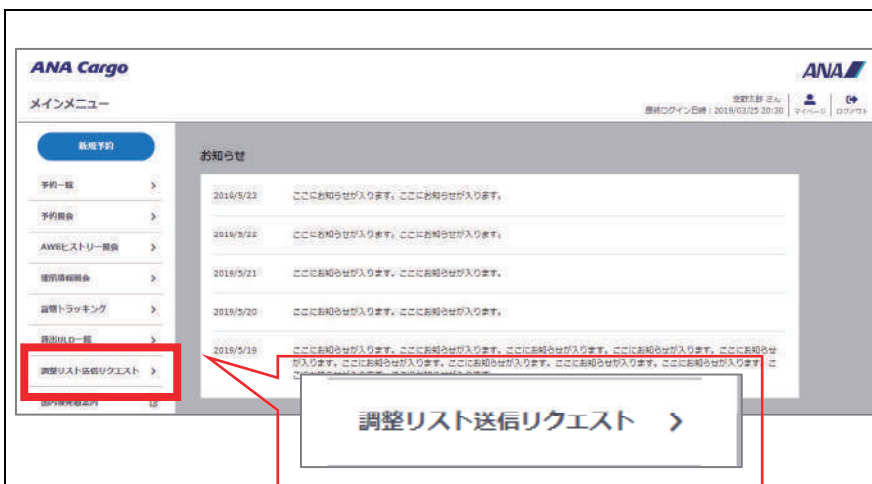 ANA Cargo
ANA
メインメニュー
空野太郎 さん
最終ログイン日時：2019/03/25 20:30
マイページ
ログアウト
新規予約
お知らせ
予約一覧
予約照会
AWBヒストリー照会
貨物トラッキング
貸出ULD一覧
調整リスト送信リクエスト
2019/5/23 ここにお知らせが入ります。ここにお知らせが入ります。
2019/5/22 ここにお知らせが入ります。ここにお知らせが入ります。
2019/5/21 ここにお知らせが入ります。ここにお知らせが入ります。
2019/5/20 ここにお知らせが入ります。ここにお知らせが入ります。
2019/5/19 ここにお知らせが入ります。ここにお知らせが入ります。ここにお知らせが入ります。ここにお知らせが入ります。ここにお知らせ
が入ります。ここにお知らせが入ります。ここにお知らせが入ります。ここにお知らせが入ります。ここにお知らせが入ります。こ
調整リスト送信リクエスト